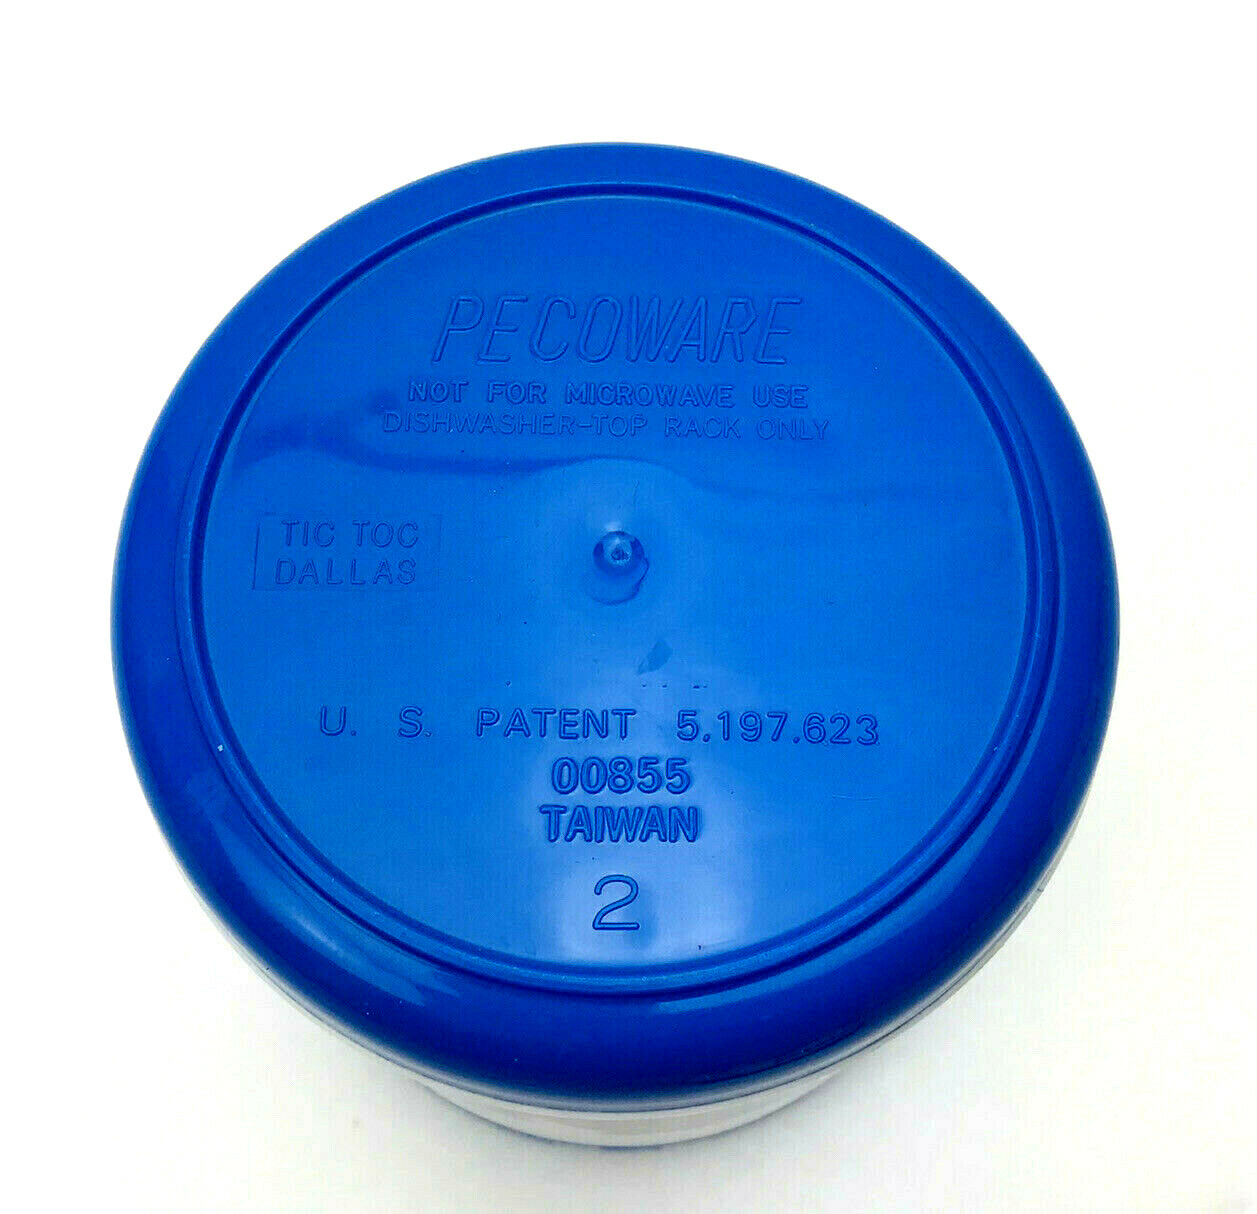 PECOWARE
NOT FOR MICROWAVE USE
DISHWASHER-TOP RACK ONLY
TIC TOC
DALLAS
U. S. PATENT 5.197.623
00855
TAIWAN
2